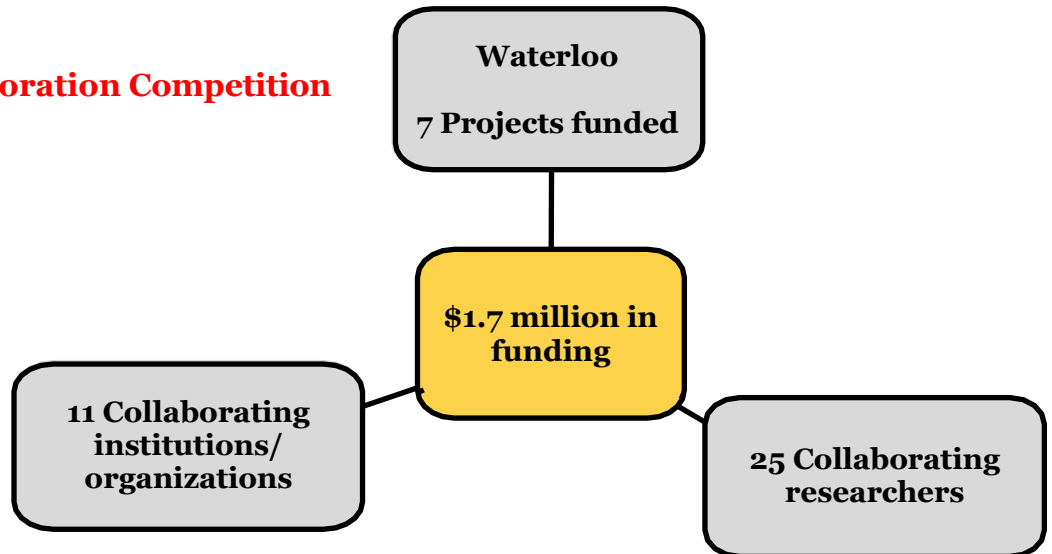 Waterloo
oration Competition
7 Projects funded
$1.7 million in
funding
11 Collaborating
institutions/
organizations
25 Collaborating
researchers